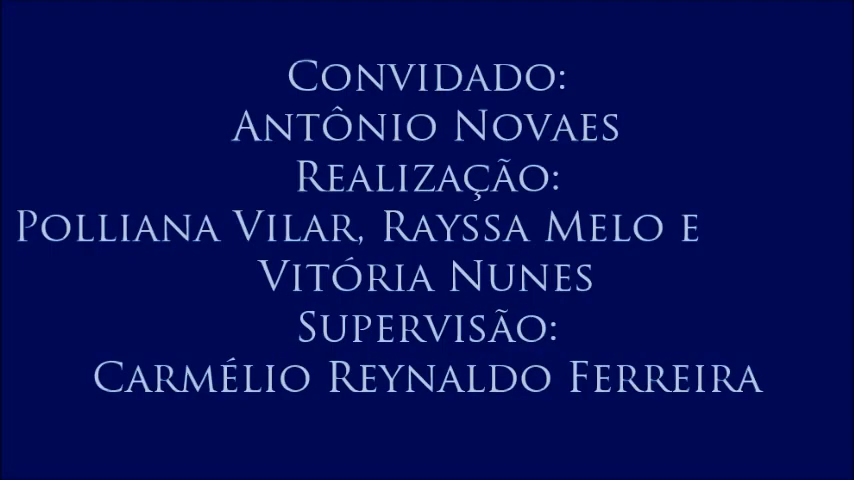 Convidado:
Antônio Novaes
Realização:
Polliana Vilar, Rayssa Melo e
Vitória Nunes
Supervisão:
Carmélio Reynaldo Ferreira